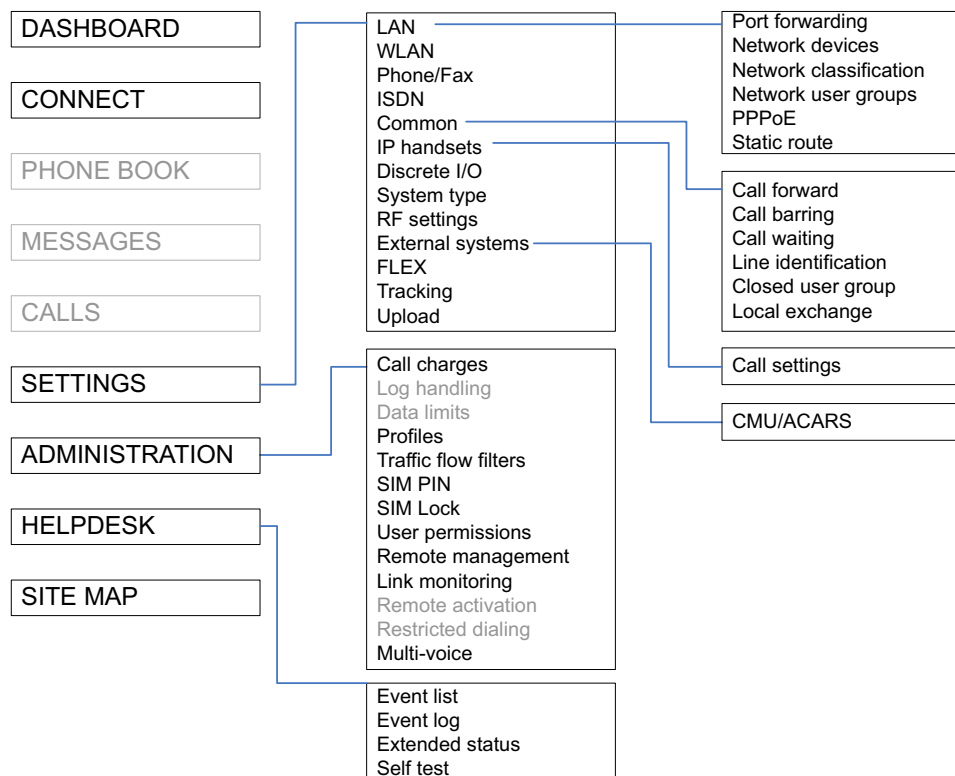 DASHBOARD
CONNECT
PHONE BOOK
MESSAGES
CALLS
SETTINGS
ADMINISTRATION
HELPDESK
SITE MAP
LAN
WLAN
Phone/Fax
ISDN
Common
IP handsets
Discrete I/O
System type
RF settings
External systems
FLEX
Tracking
Upload
Call charges
Log handling
Data limits
Profiles
Traffic flow filters
SIM PIN
SIM Lock
User permissions
Remote management
Link monitoring
Remote activation
Restricted dialing
Multi-voice
Event list
Event log
Extended status
Self test
Port forwarding
Network devices
Network classification
Network user groups
PPPoE
Static route
Call forward
Call barring
Call waiting
Line identification
Closed user group
Local exchange
Call settings
CMU/ACARS